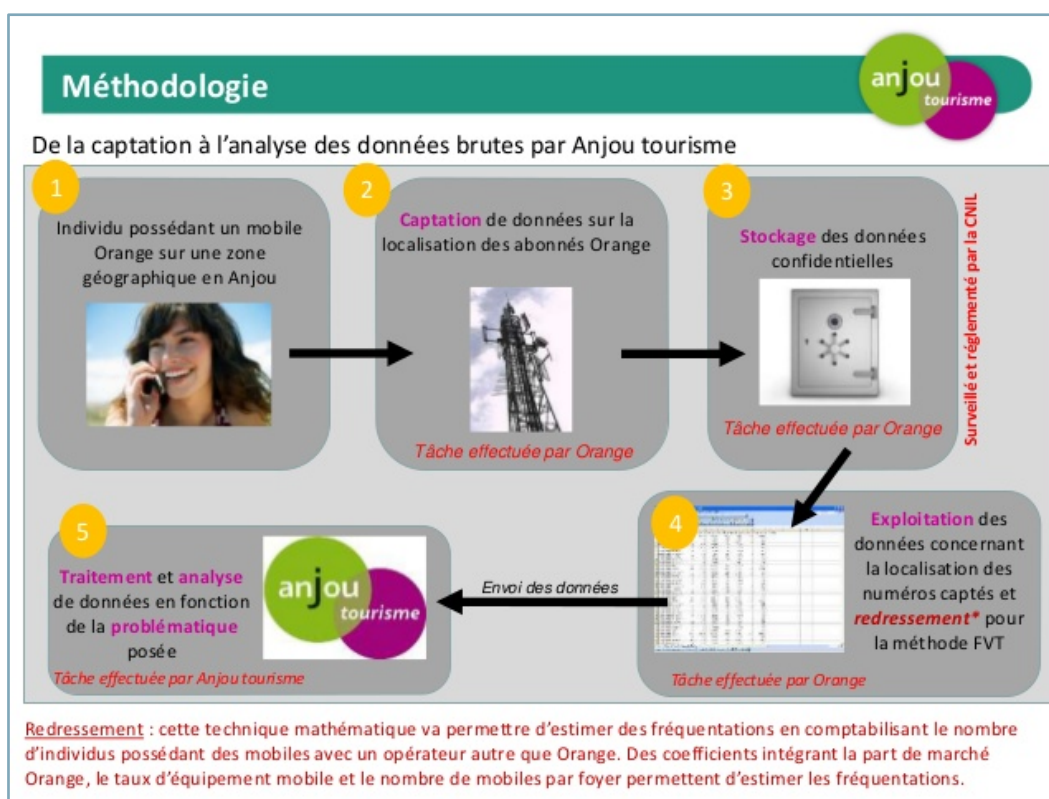 Méthodologie
anjou
tourisme
De la captation à l'analyse des données brutes par Anjou tourisme
1
Individu possédant un mobile
Orange sur une zone
géographique en Anjou
2
Captation de données sur la
localisation des abonnés Orange
Tâche effectuée par Orange
3
Stockage des données
confidentielles
Tâche effectuée par Orange
Surveillé et réglementé par la CNIL
4
Exploitation des
données concernant
la localisation des
numéros captés et
redressement* pour
la méthode FVT
Tâche effectuée par Orange
Envoi des données
5
Traitement et analyse
de données en fonction
de la problématique
posée
anjou
tourisme
Tâche effectuée par Anjou tourisme
Redressement : cette technique mathématique va permettre d'estimer des fréquentations en comptabilisant le nombre
d'individus possédant des mobiles avec un opérateur autre que Orange. Des coefficients intégrant la part de marché
Orange, le taux d'équipement mobile et le nombre de mobiles par foyer permettent d'estimer les fréquentations.